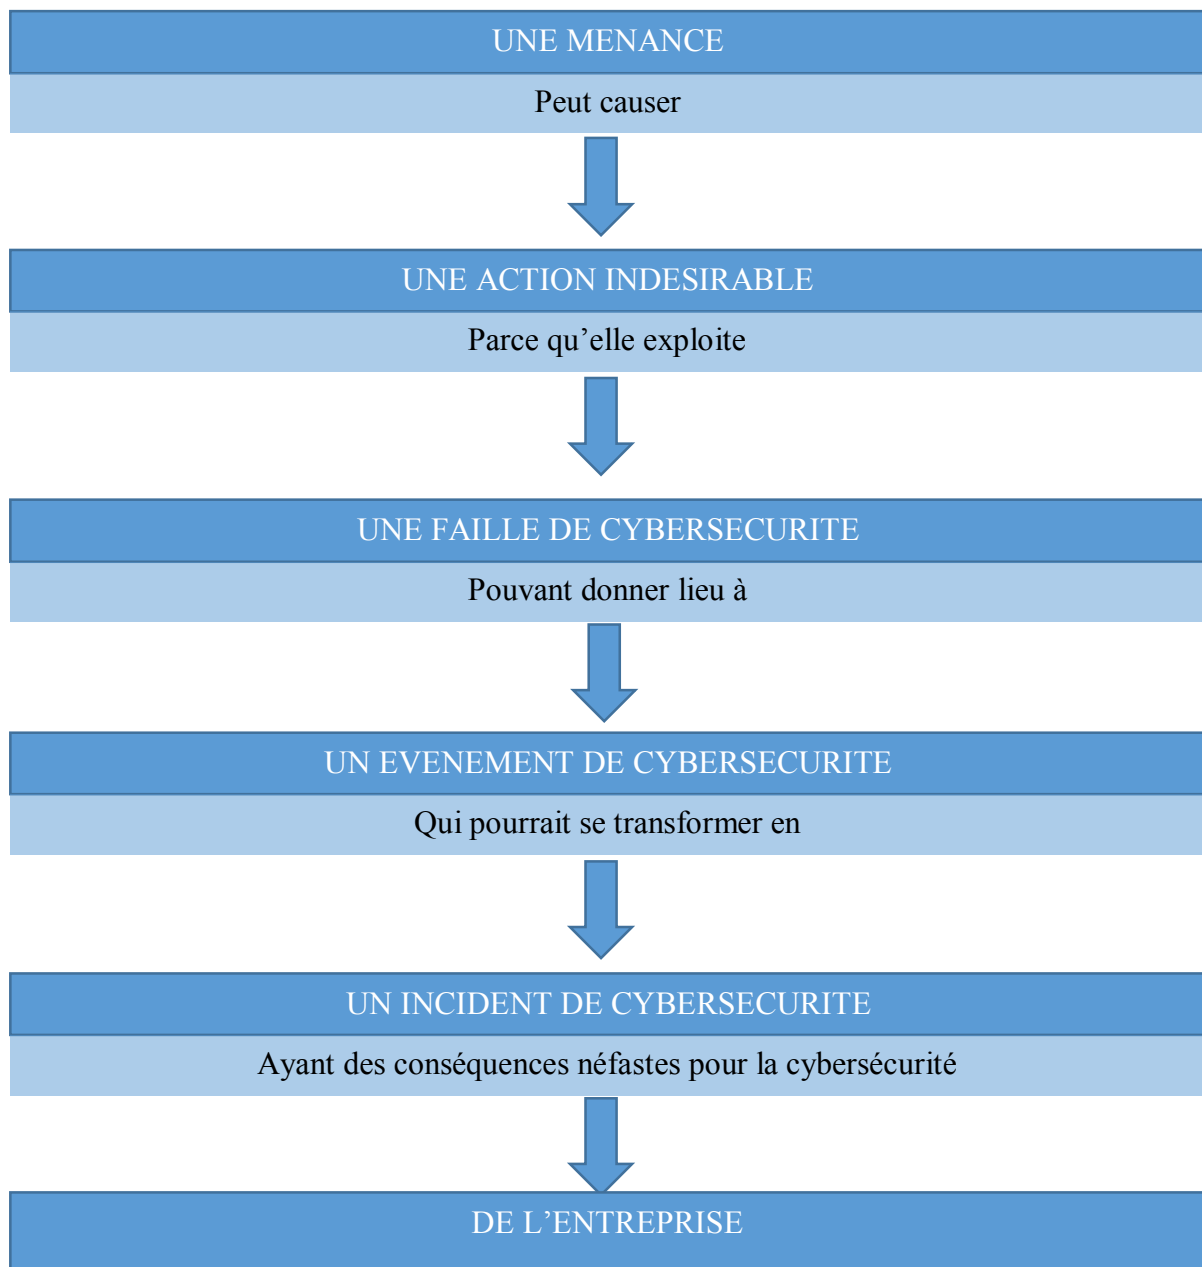 UNE MENANCE
Peut causer
UNE ACTION INDESIRABLE
Parce qu’elle exploite
UNE FAILLE DE CYBERSECURITE
Pouvant donner lieu à
UN EVENEMENT DE CYBERSECURITE
Qui pourrait se transformer en
UN INCIDENT DE CYBERSECURITE
Ayant des conséquences néfastes pour la cybersécurité
DE L’ENTREPRISE